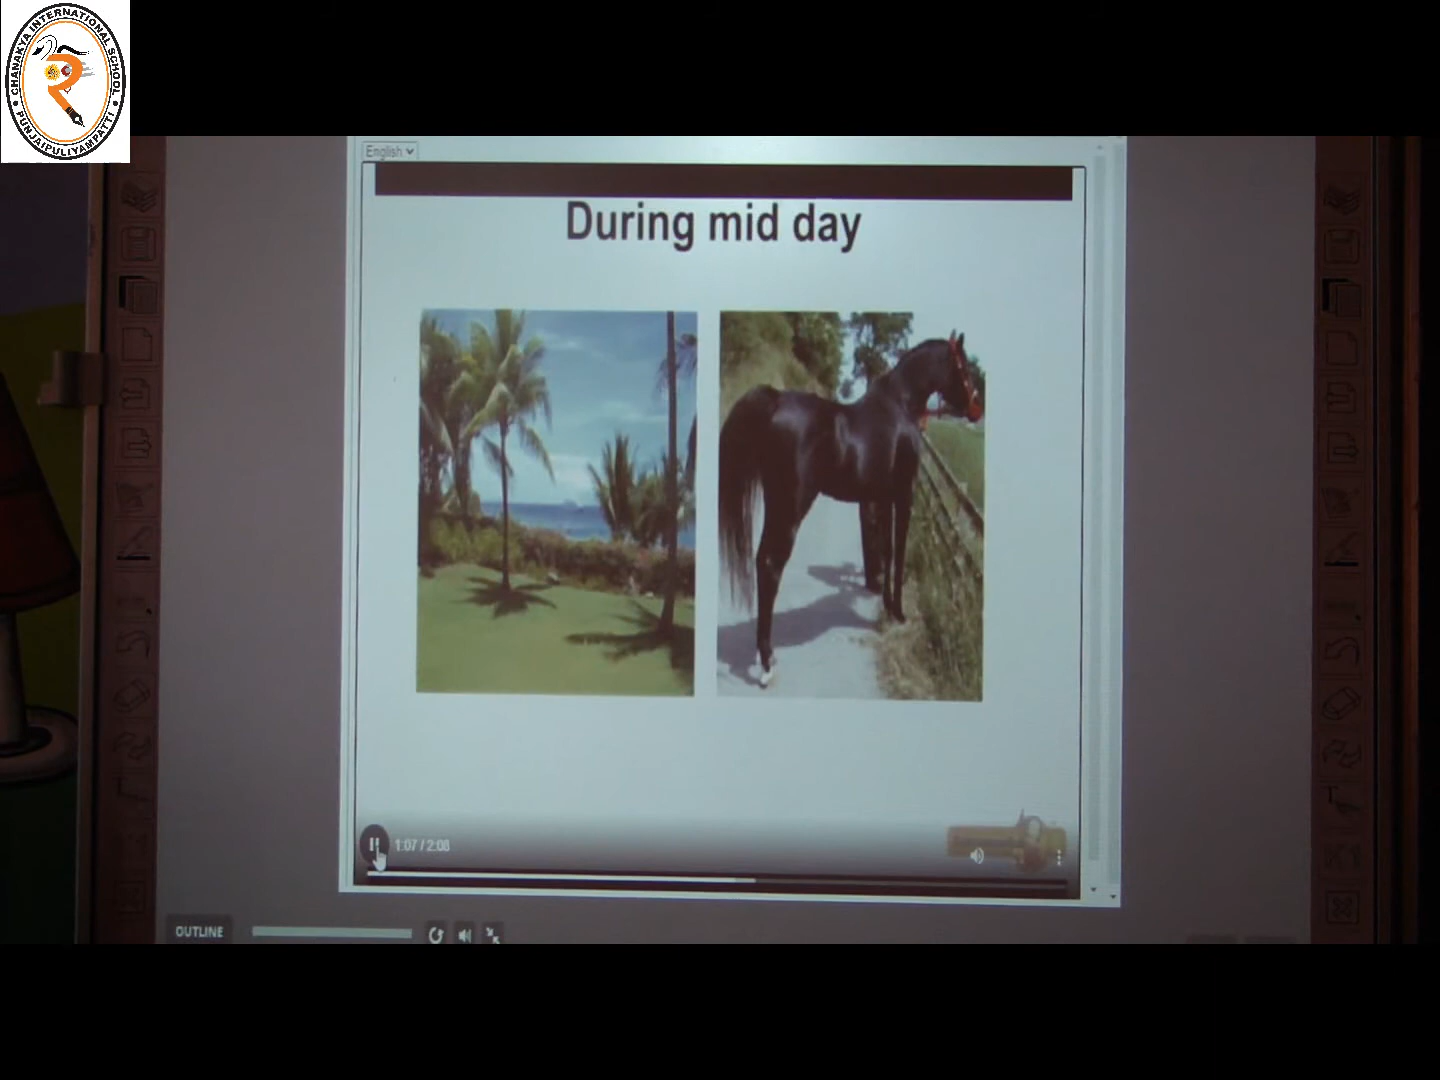 CHANAKYA INTERNATIONAL SCHOOL
PUNJAIPULIYAMPATTI
English
During mid day
1:07 / 2:08
OUTLINE